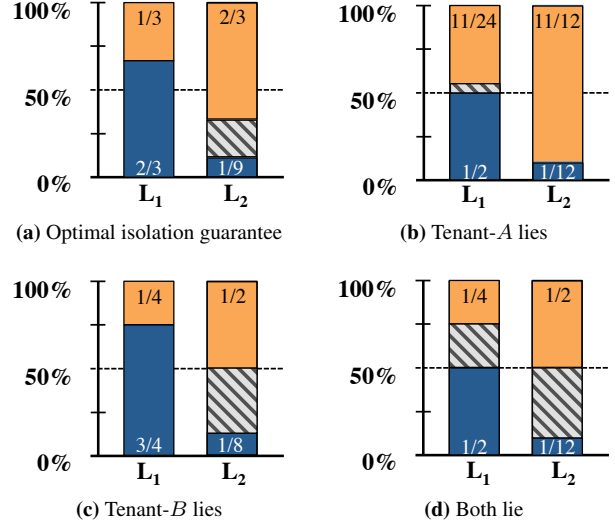 100%
1/3
2/3
50%
2/3
1/9
0%
L1
L2
(a) Optimal isolation guarantee
100%
11/24
11/12
50%
1/2
1/12
0%
L1
L2
(b) Tenant-A lies
100%
1/4
1/2
50%
3/4
1/8
0%
L1
L2
(c) Tenant-B lies
100%
1/4
1/2
50%
1/2
1/12
0%
L1
L2
(d) Both lie